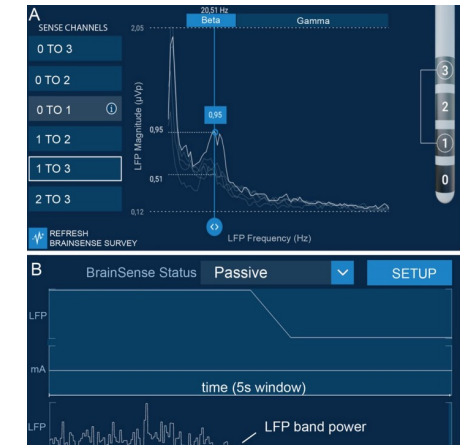 A
SENSE CHANNELS
0 TO 3
0 TO 2
0 TO 1
1 TO 2
1 TO 3
2 TO 3
REFRESH
BRAINSENSE SURVEY
20,51 Hz
Beta Gamma
2,05
0,95
0,95
0,51
0,12
LFP Magnitude (μVp)
LFP Frequency (Hz)
3
2
1
0
B
BrainSense Status Passive SETUP
LFP
mA
time (5s window)
LFP
LFP band power